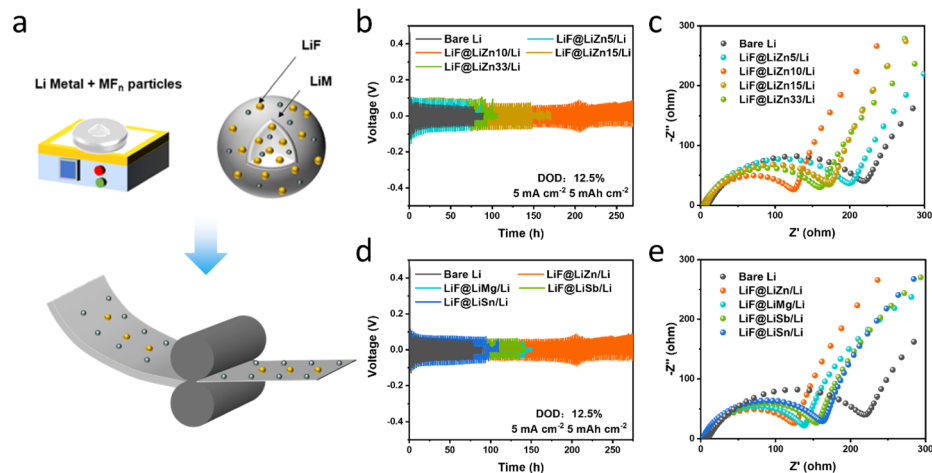 a
Li Metal + MFn particles
LiF
LiM
b
Voltage (V)
0.4
0.2
0.0
-0.2
-0.4
Bare Li
LiF@LiZn5/Li
LiF@LiZn10/Li
LiF@LiZn15/Li
LiF@LiZn33/Li
DOD: 12.5%
5 mA cm-2 5 mAh cm-2
0 50 100 150 200 250
Time (h)
c
-Z'' (ohm)
300
200
100
0
Bare Li
LiF@LiZn5/Li
LiF@LiZn10/Li
LiF@LiZn15/Li
LiF@LiZn33/Li
0 100 200 300
Z' (ohm)
d
Voltage (V)
0.4
0.2
0.0
-0.2
-0.4
Bare Li
LiF@LiZn/Li
LiF@LiMg/Li
LiF@LiSb/Li
LiF@LiSn/Li
DOD: 12.5%
5 mA cm-2 5 mAh cm-2
0 50 100 150 200 250
Time (h)
e
-Z'' (ohm)
300
200
100
0
Bare Li
LiF@LiZn/Li
LiF@LiMg/Li
LiF@LiSb/Li
LiF@LiSn/Li
0 100 200 300
Z' (ohm)